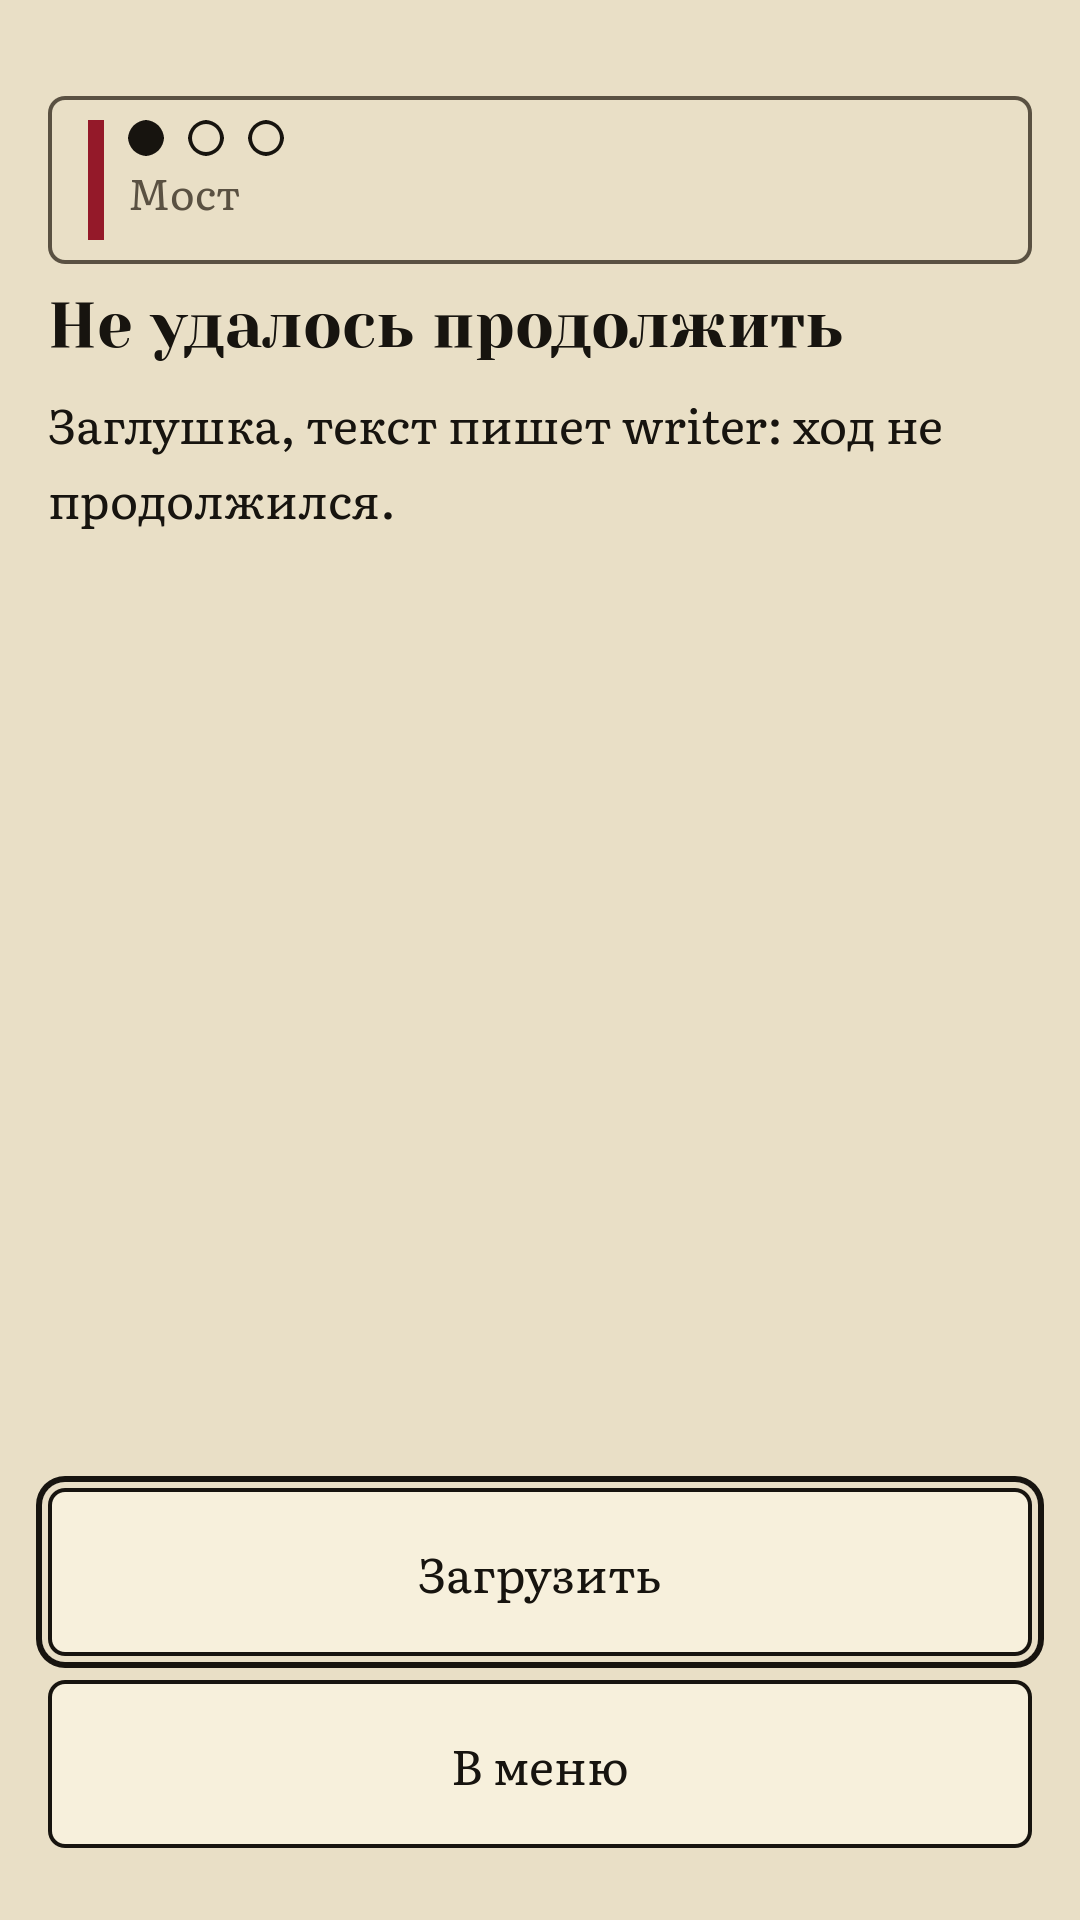 Мост
Не удалось продолжить
Заглушка, текст пишет writer: ход не
продолжился.
Загрузить
В меню